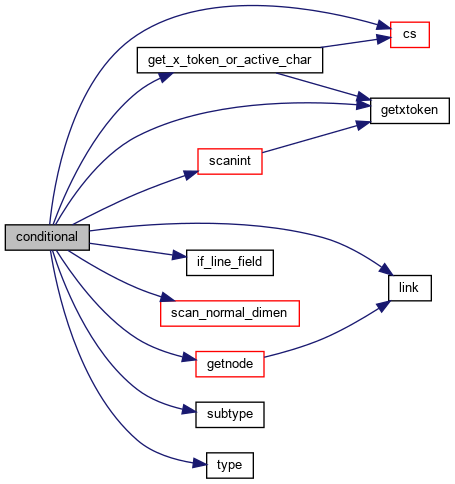 cs
get_x_token_or_active_char
getxtoken
scanint
conditional
if_line_field
link
scan_normal_dimen
getnode
subtype
type